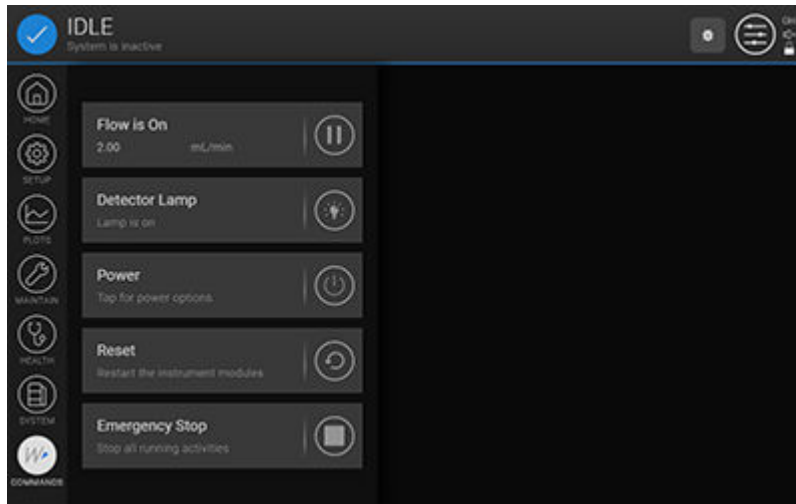 IDLE
System is inactive
HOME
SETUP
PLOTS
MAINTAIN
HEALTH
SYSTEM
COMMANDS
Flow is On
2.00 mL/min
Detector Lamp
Lamp is on
Power
Tap for power options
Reset
Restart the instrument modules
Emergency Stop
Stop all running activities